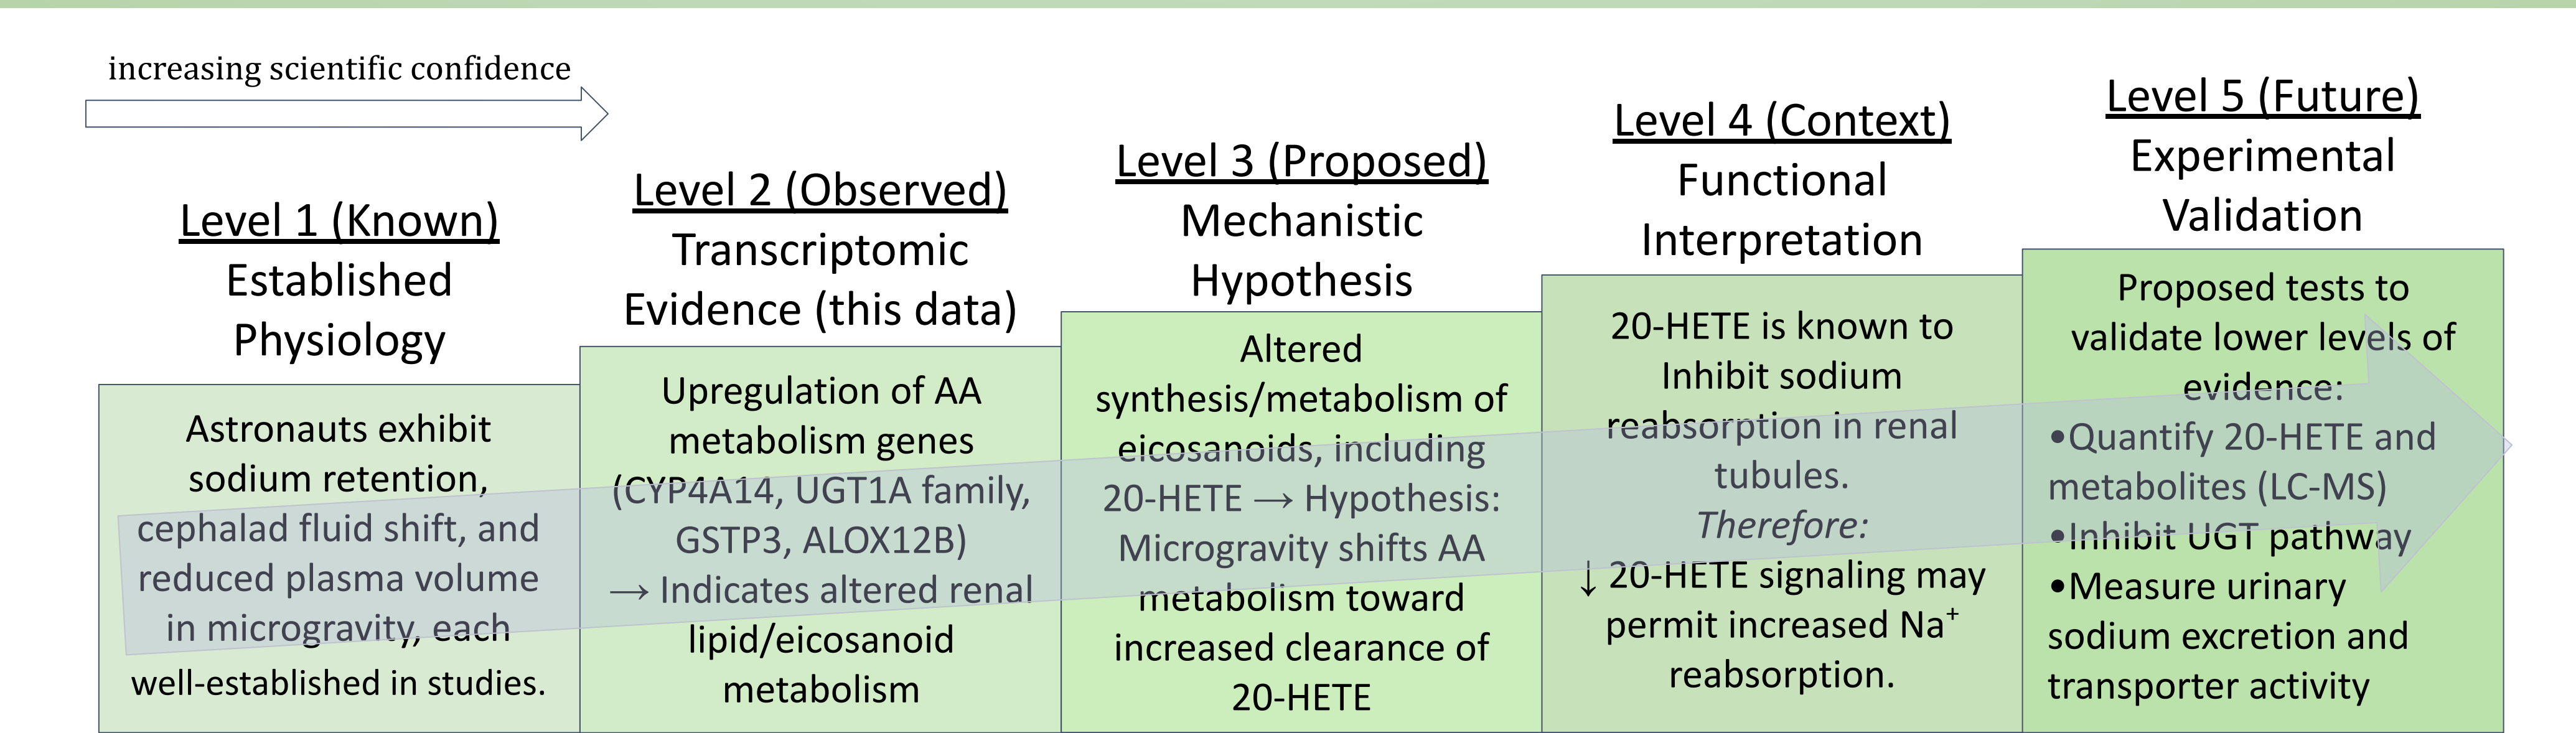 increasing scientific confidence
Level 1 (Known)
Established
Physiology
Astronauts exhibit
sodium retention,
cephalad fluid shift, and
reduced plasma volume
in microgravity, each
well-established in studies.
Level 2 (Observed)
Transcriptomic
Evidence (this data)
Upregulation of AA
metabolism genes
(CYP4A14, UGT1A family,
GSTP3, ALOX12B)
→ Indicates altered renal
lipid/eicosanoid
metabolism
Level 3 (Proposed)
Mechanistic
Hypothesis
Altered
synthesis/metabolism of
eicosanoids, including
20-HETE → Hypothesis:
Microgravity shifts AA
metabolism toward
increased clearance of
20-HETE
Level 4 (Context)
Functional
Interpretation
20-HETE is known to
Inhibit sodium
reabsorption in renal
tubules.
Therefore:
↓ 20-HETE signaling may
permit increased Na⁺
reabsorption.
Level 5 (Future)
Experimental
Validation
Proposed tests to
validate lower levels of
evidence:
•Quantify 20-HETE and
metabolites (LC-MS)
•Inhibit UGT pathway
•Measure urinary
sodium excretion and
transporter activity